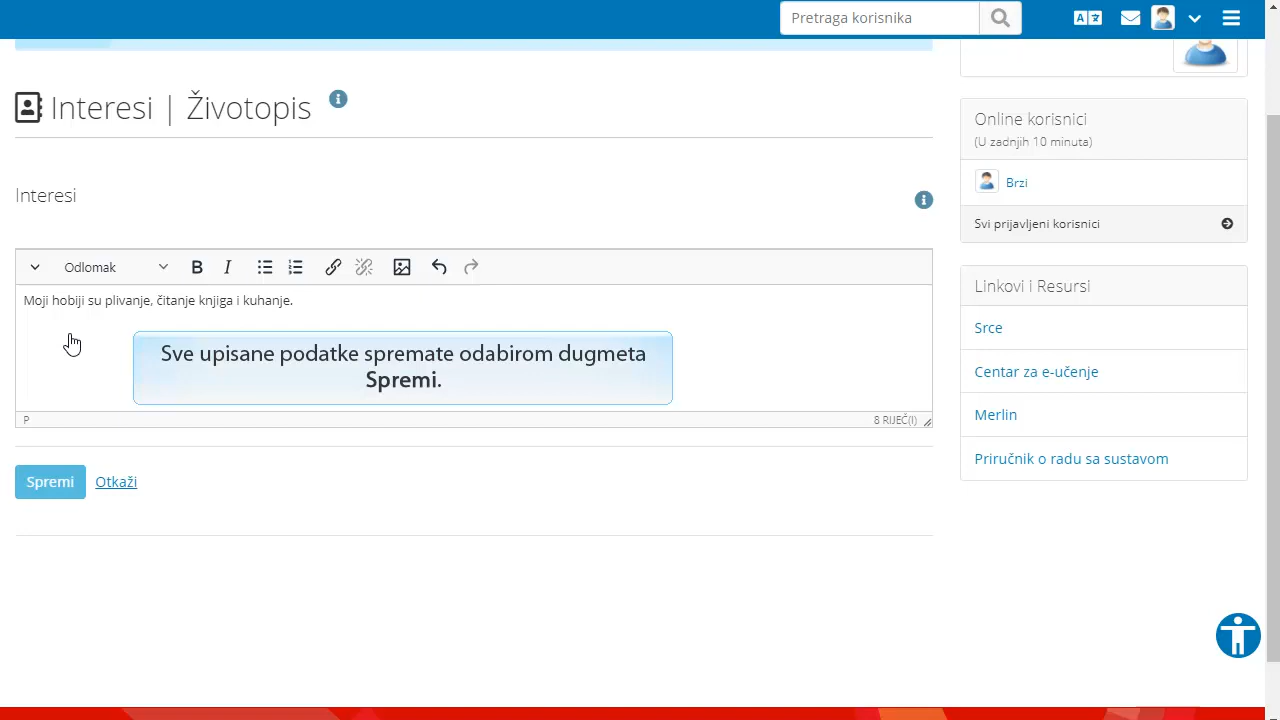 Pretraga korisnika
Interesi | Životopis
Interesi
Odlomak
B I
Moji hobiji su plivanje, čitanje knjiga i kuhanje.
Sve upisane podatke spremate odabirom dugmeta
Spremi.
P
8 RIJEČ(I)
Spremi Otkaži
Online korisnici
(U zadnjih 10 minuta)
Brzi
Svi prijavljeni korisnici
Linkovi i Resursi
Srce
Centar za e-učenje
Merlin
Priručnik o radu sa sustavom